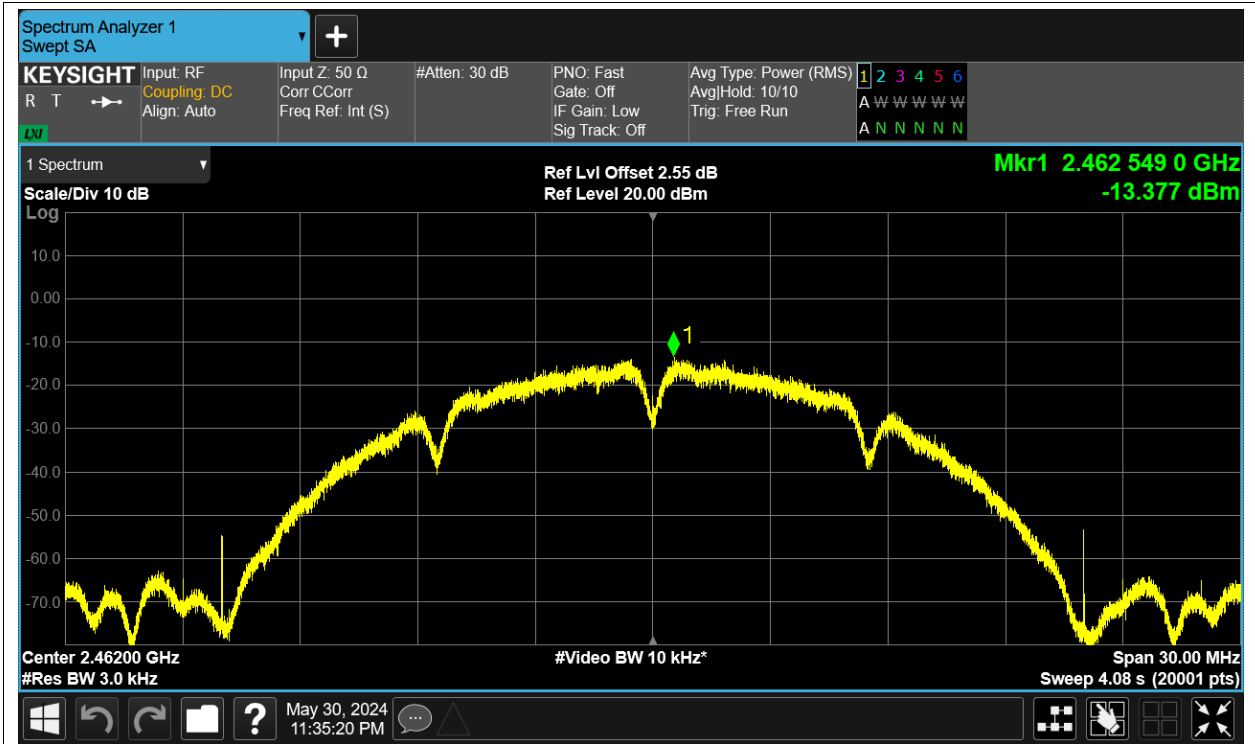 Spectrum Analyzer 1
Swept SA
KEYSIGHT
R T
LXI
Input: RF
Coupling: DC
Align: Auto
Input Z: 50 Ω
Corr CCorr
Freq Ref: Int (S)
#Atten: 30 dB
PNO: Fast
Gate: Off
IF Gain: Low
Sig Track: Off
Avg Type: Power (RMS)
Avg|Hold: 10/10
Trig: Free Run
1 2 3 4 5 6
A W W W W W
A N N N N N
1 Spectrum
Scale/Div 10 dB
Log
Ref Lvl Offset 2.55 dB
Ref Level 20.00 dBm
Mkr1 2.462 549 0 GHz
-13.377 dBm
10.0
0.00
-10.0
-20.0
-30.0
-40.0
-50.0
-60.0
-70.0
1
Center 2.46200 GHz
#Res BW 3.0 kHz
#Video BW 10 kHz*
Span 30.00 MHz
Sweep 4.08 s (20001 pts)
?
May 30, 2024
11:35:20 PM